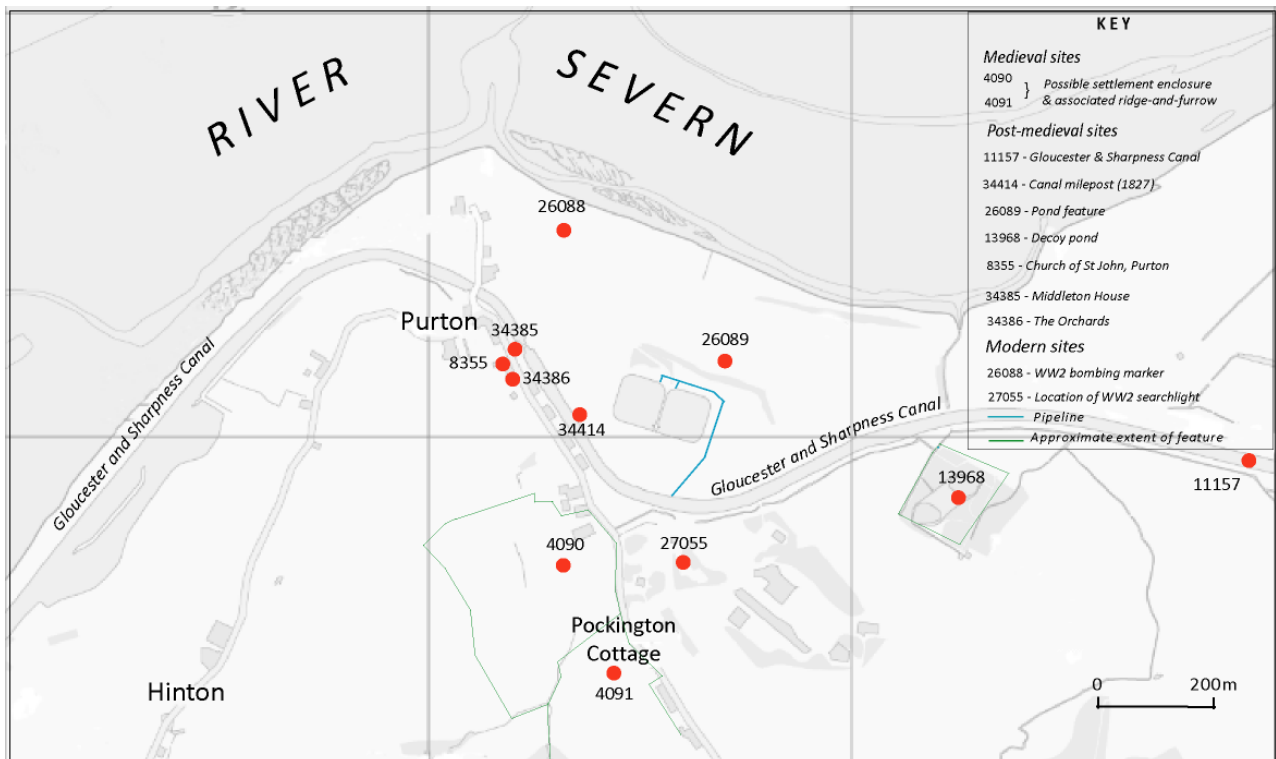 RIVER
SEVERN
KEY
Medieval sites
4090
4091
}
Possible settlement enclosure
& associated ridge-and-furrow
Post-medieval sites
11157 - Gloucester & Sharpness Canal
34414 - Canal milepost (1827)
26089 - Pond feature
13968 - Decoy pond
8355 - Church of St John, Purton
34385 - Middleton House
34386 - The Orchards
Modern sites
26088 - WW2 bombing marker
27055 - Location of WW2 searchlight
Pipeline
Approximate extent of feature
26088
Purton
34385
8355
34386
26089
34414
Gloucester and Sharpness Canal
Gloucester and Sharpness Canal
13968
11157
4090
27055
Pockington
Cottage
4091
Hinton
0 200m